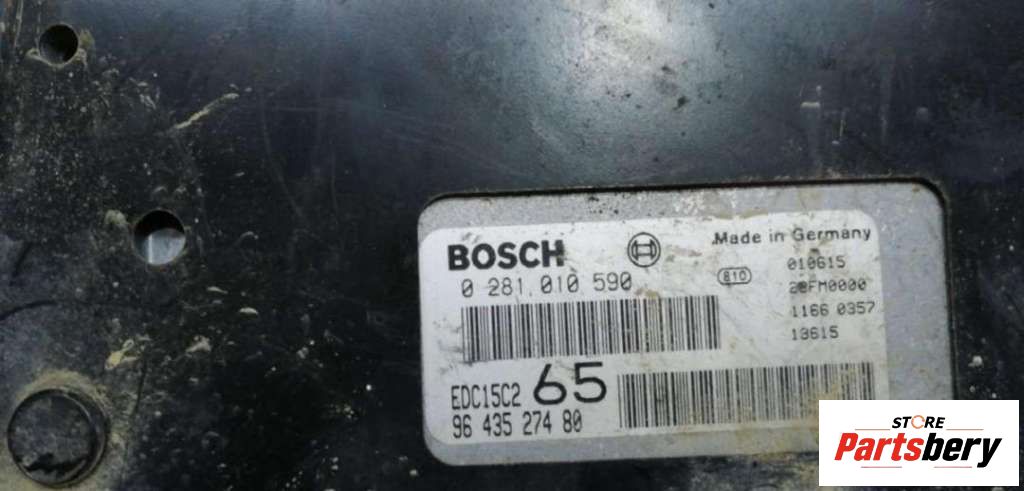 BOSCH
Made in Germany
0 281 010 590
810
010615
28FM0000
1166 0357
13615
EDC15C2 65
96 435 274 80
STORE
Partsbery